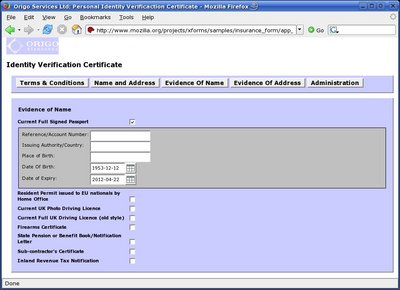 Origo Services Ltd: Personal Identity Verificaction Certificate - Mozilla Firefox
File Edit View Go Bookmarks Tools Help
http://www.mozilla.org/projects/xforms/samples/insurance_form/app_ Go
ORIGO
Identity Verification Certificate
Terms & Conditions Name and Address Evidence Of Name Evidence Of Address Administration
Evidence of Name
Current Full Signed Passport
Reference/Account Number:
Issuing Authority/Country:
Place of Birth:
Date Of Birth: 1953-12-12
Date of Expiry: 2012-04-22
Resident Permit issued to EU nationals by
Home Office
Current UK Photo Driving Licence
Current Full UK Driving Licence (old style)
Firearms Certificate
State Pension or Benefit Book/Notification
Letter
Sub-contractor's Certificate
Inland Revenue Tax Notification
Done